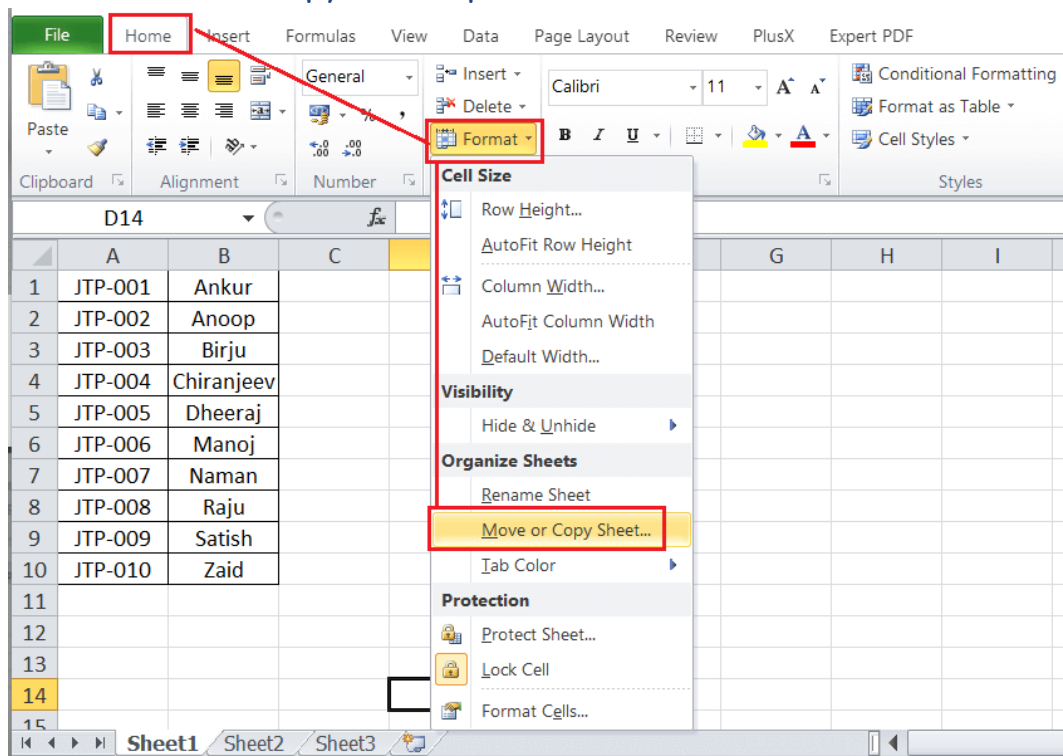 File Home Insert Formulas View Data Page Layout Review PlusX Expert PDF
General Insert Calibri 11 A A Conditional Formatting
% , Delete Format as Table
Paste Format B I U A Cell Styles
.0 .00 .00 .0
Clipboard Alignment Number Styles
D14 fx
Cell Size
Row Height...
AutoFit Row Height
Column Width...
AutoFit Column Width
Default Width...
Visibility
Hide & Unhide
Organize Sheets
Rename Sheet
Move or Copy Sheet...
Tab Color
Protection
Protect Sheet...
Lock Cell
Format Cells...
A B C G H I
1 JTP-001 Ankur
2 JTP-002 Anoop
3 JTP-003 Birju
4 JTP-004 Chiranjeev
5 JTP-005 Dheeraj
6 JTP-006 Manoj
7 JTP-007 Naman
8 JTP-008 Raju
9 JTP-009 Satish
10 JTP-010 Zaid
11
12
13
14
15
Sheet1 Sheet2 Sheet3